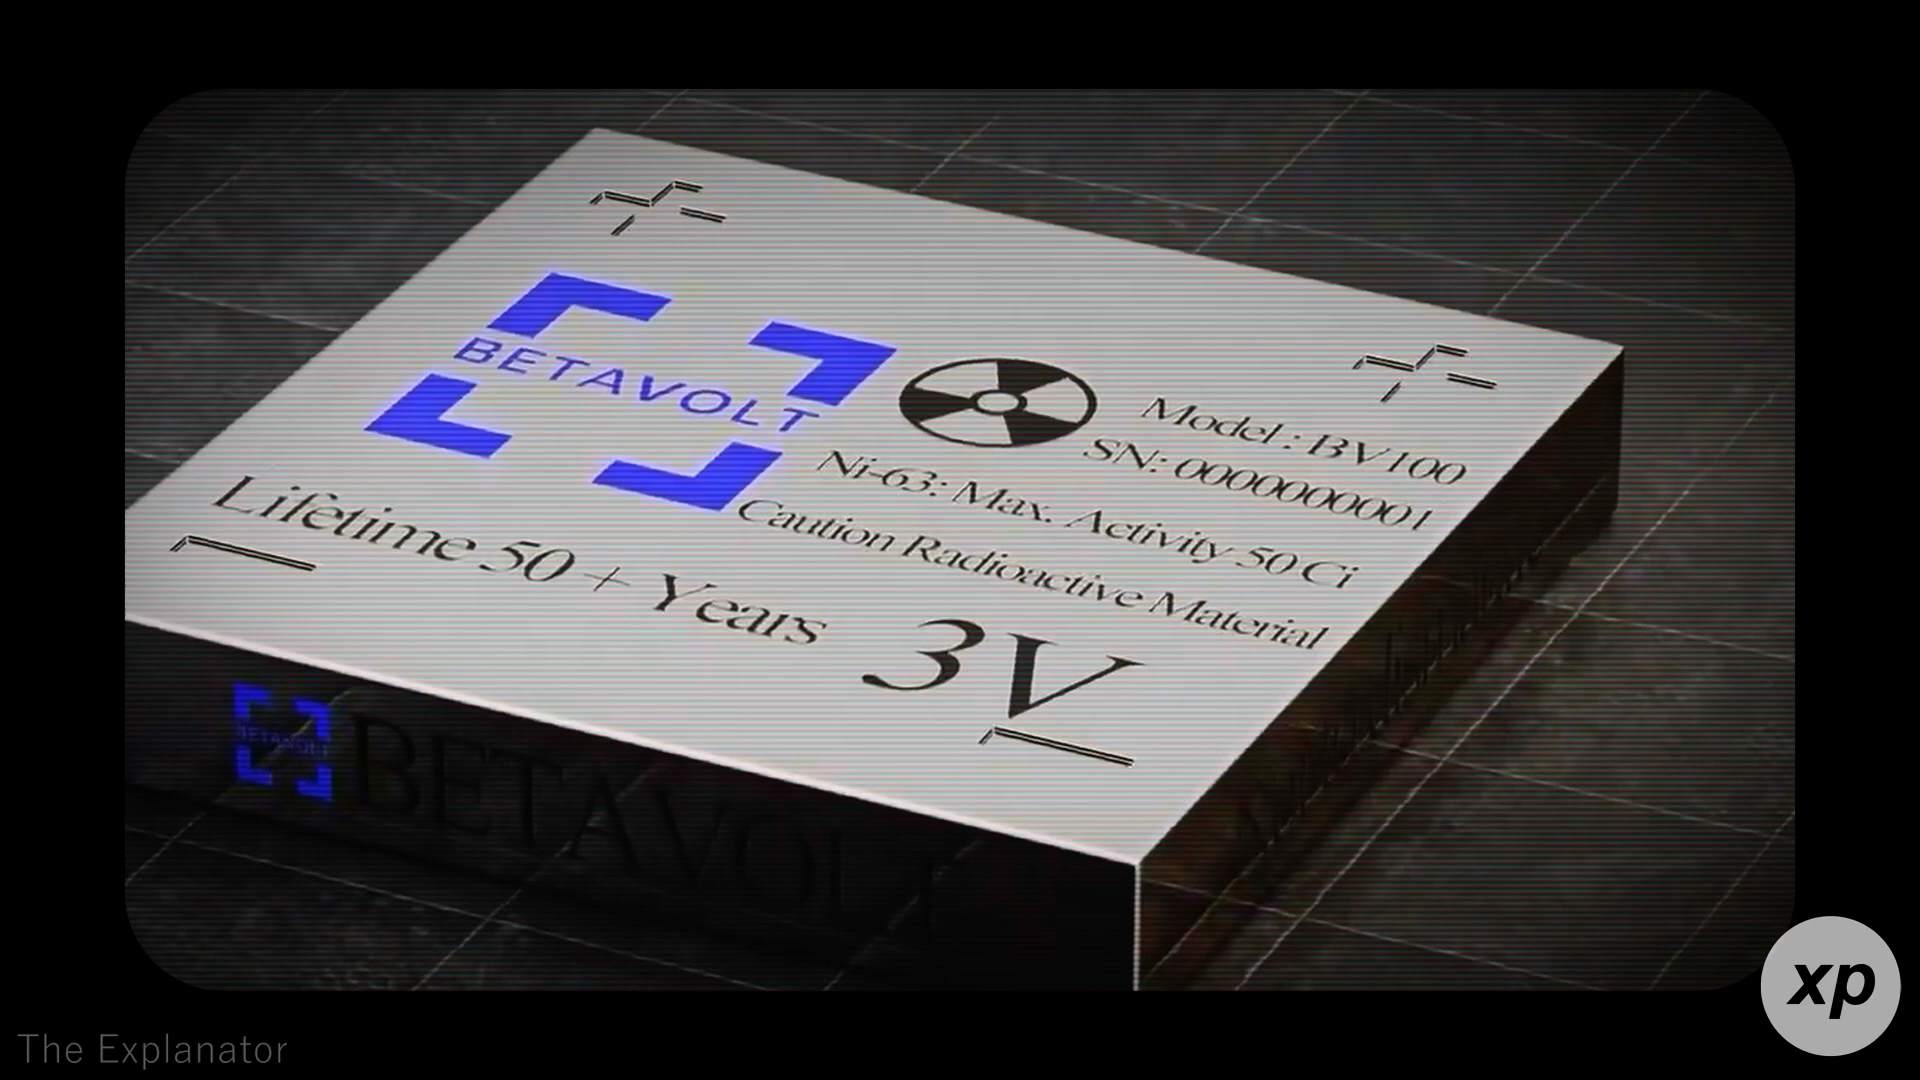 BETAVOLT
Model : BV100
SN: 000000001
Ni-63: Max. Activity 50 Ci
Caution Radioactive Material
Lifetime 50 + Years
3V
BETAVOLT
BETAVOLT
The Explanator
xp